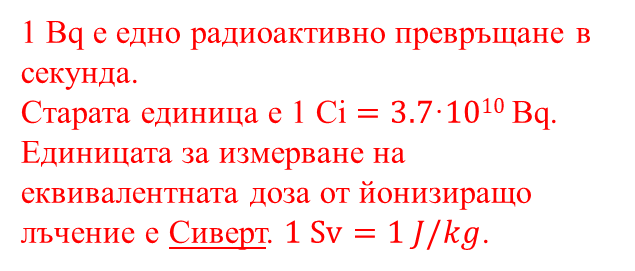 1 Bq е едно радиоактивно превръщане в
секунда.
Старата единица е 1 Ci = 3.7·10¹⁰ Bq.
Единицата за измерване на
еквивалентната доза от йонизиращо
лъчение е Сиверт. 1 Sv = 1 J/kg.